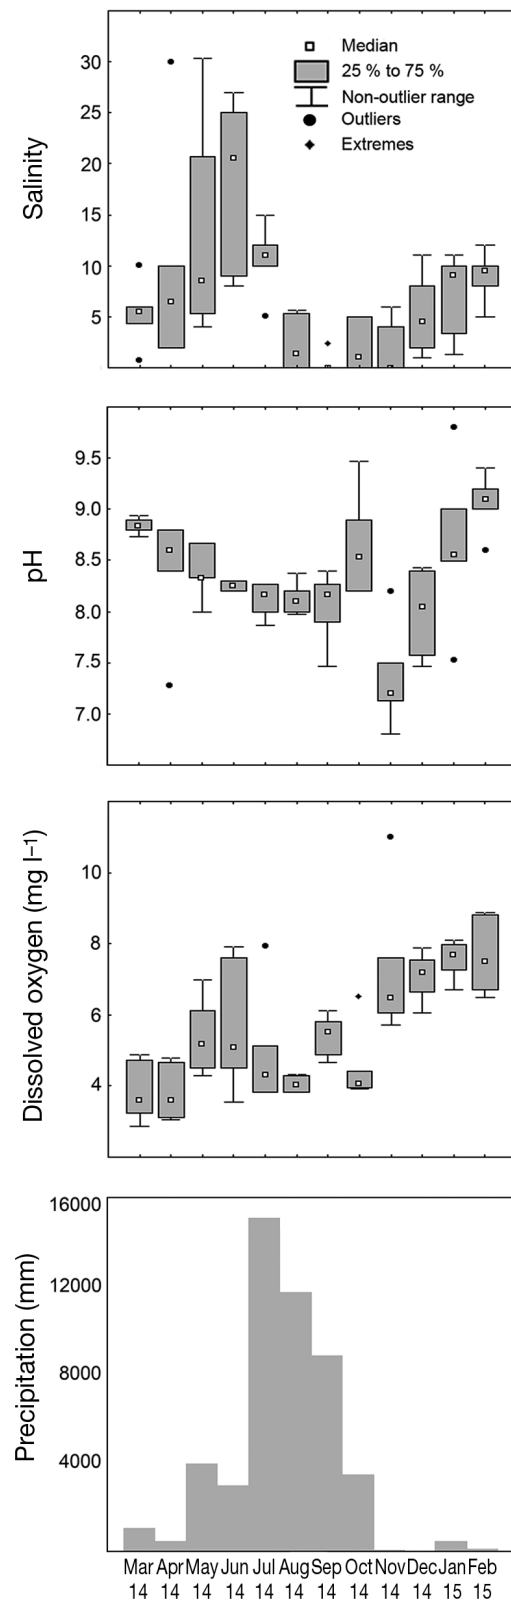 Salinity
30
25
20
15
10
5
Median
25 % to 75 %
Non-outlier range
Outliers
Extremes
pH
9.5
9.0
8.5
8.0
7.5
7.0
Dissolved oxygen (mg l–1)
10
8
6
4
Precipitation (mm)
16000
12000
8000
4000
Mar Apr May Jun Jul Aug Sep Oct Nov Dec Jan Feb
14 14 14 14 14 14 14 14 14 14 15 15